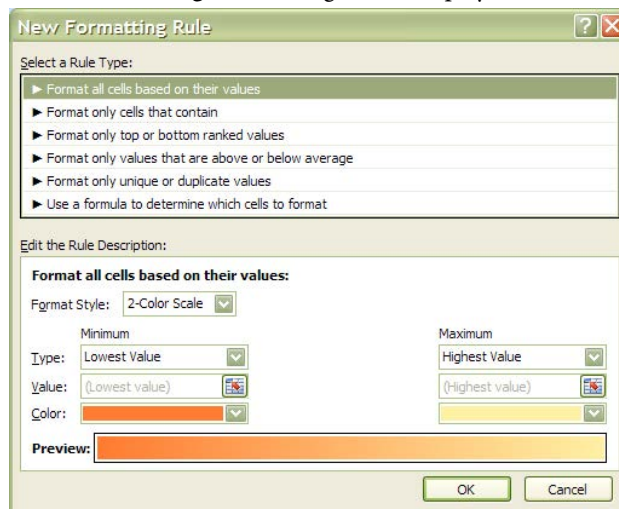 New Formatting Rule
Select a Rule Type:
► Format all cells based on their values
► Format only cells that contain
► Format only top or bottom ranked values
► Format only values that are above or below average
► Format only unique or duplicate values
► Use a formula to determine which cells to format
Edit the Rule Description:
Format all cells based on their values:
Format Style: 2-Color Scale
Minimum Maximum
Type: Lowest Value Highest Value
Value: (Lowest value) (Highest value)
Color:
Preview:
OK Cancel